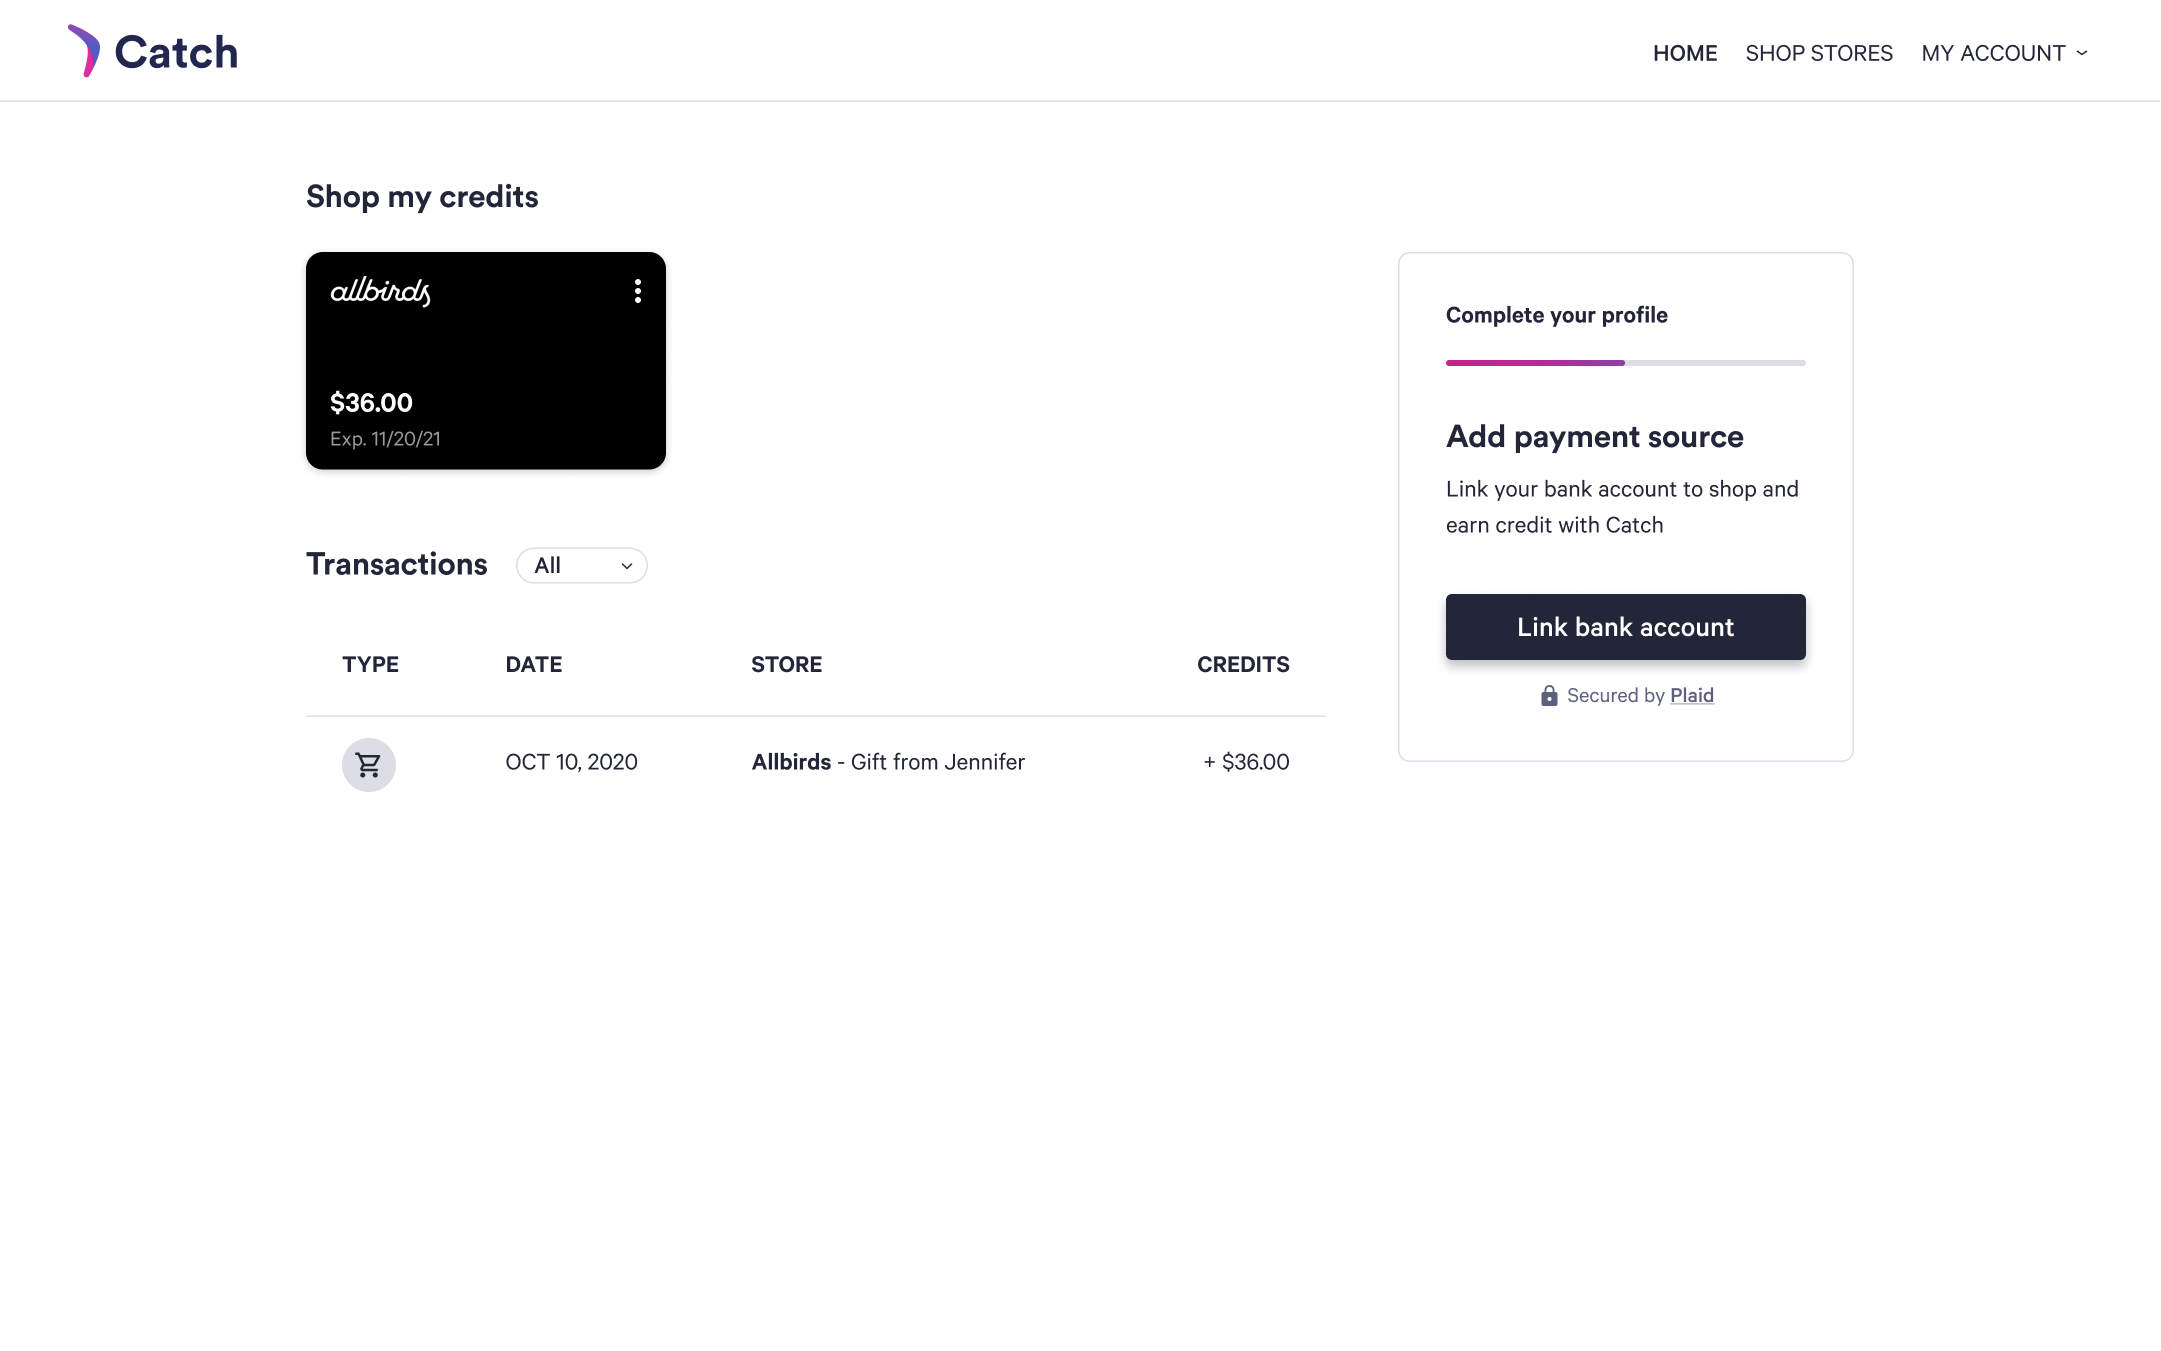 Catch
HOME SHOP STORES MY ACCOUNT
Shop my credits
allbirds
$36.00
Exp. 11/20/21
Complete your profile
Add payment source
Link your bank account to shop and
earn credit with Catch
Link bank account
Secured by Plaid
Transactions All
TYPE DATE STORE CREDITS
OCT 10, 2020 Allbirds - Gift from Jennifer + $36.00